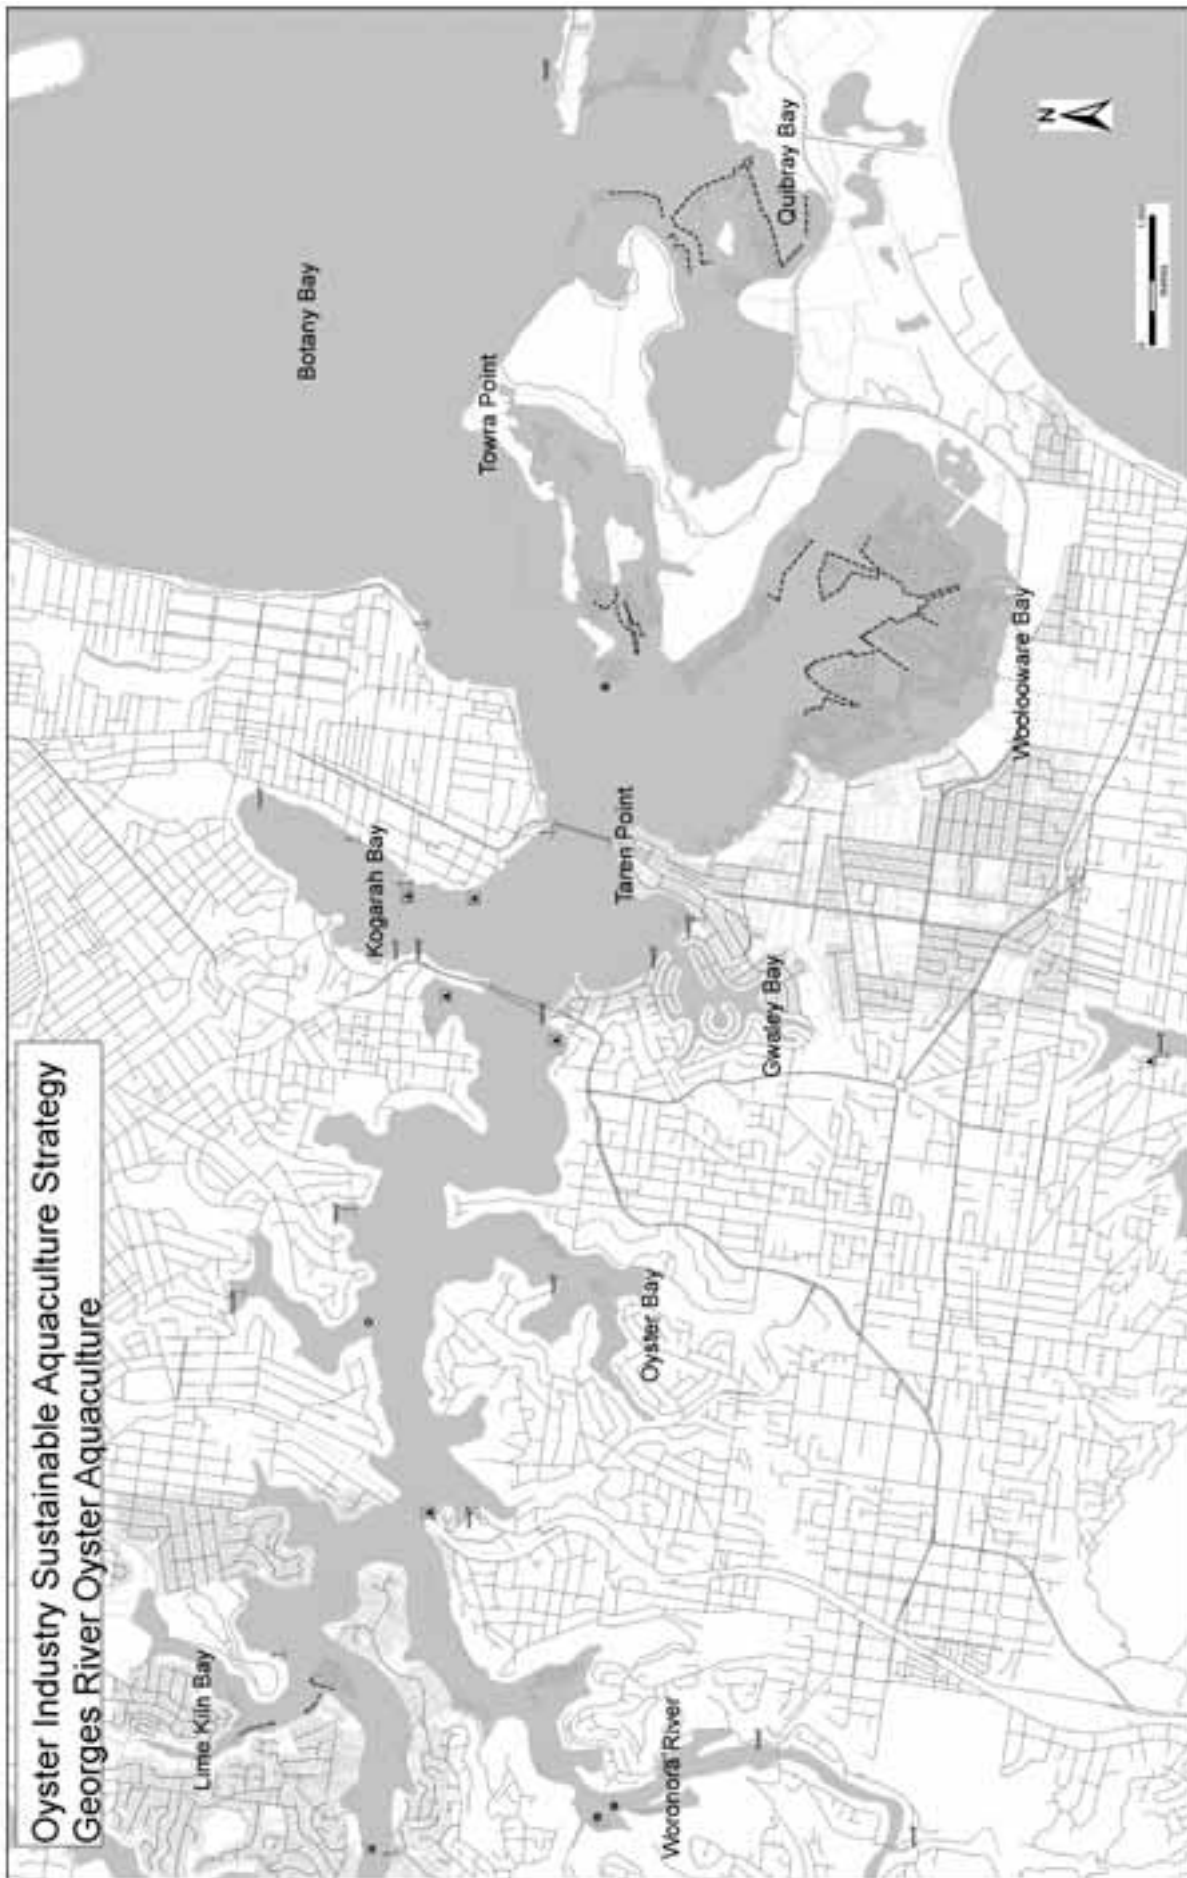 Oyster Industry Sustainable Aquaculture Strategy
Georges River Oyster Aquaculture
Lime Kiln Bay
Kogarah Bay
Botany Bay
Towra Point
Quibray Bay
N
Taren Point
Woolooware Bay
Gwaley Bay
Oyster Bay
Woronora River